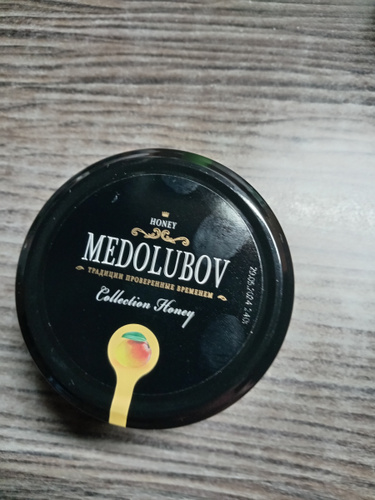 HONEY
MEDOLUBOV
ТРАДИЦИИ ПРОВЕРЕННЫЕ ВРЕМЕНЕМ
Collection Honey